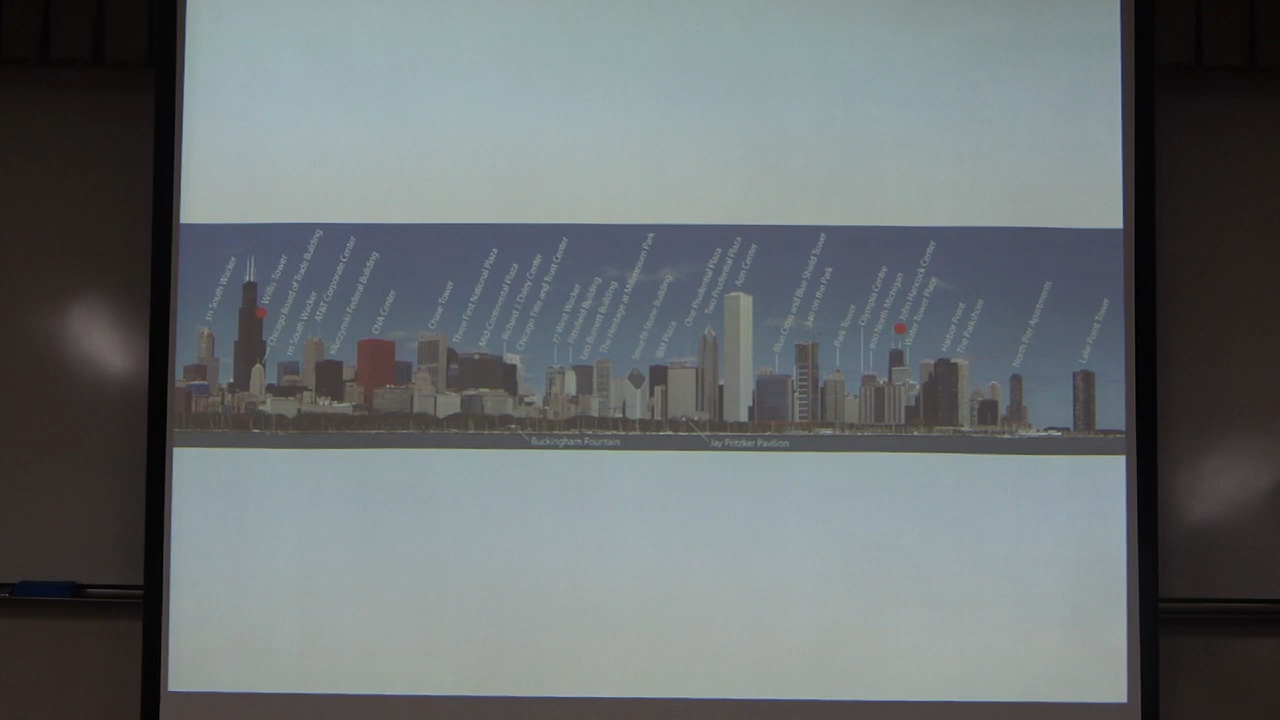 111 South Wacker
Willis Tower
Chicago Board of Trade Building
311 South Wacker
AT&T Corporate Center
Kluczynski Federal Building
CNA Center
Chase Tower
Three First National Plaza
Mid-Continental Plaza
Richard J. Daley Center
Chicago Title and Trust Center
77 West Wacker
Pittsfield Building
Leo Burnett Building
The Heritage at Millennium Park
Smurfit-Stone Building
IBM Plaza
One Prudential Plaza
Two Prudential Plaza
Aon Center
Blue Cross and Blue Shield Tower
on the Park
Park Tower
Olympia Centre
900 North Michigan
John Hancock Center
Water Tower Place
Harbor Point
The Parkshore
North Pier Apartments
Lake Point Tower
Buckingham Fountain
Jay Pritzker Pavilion